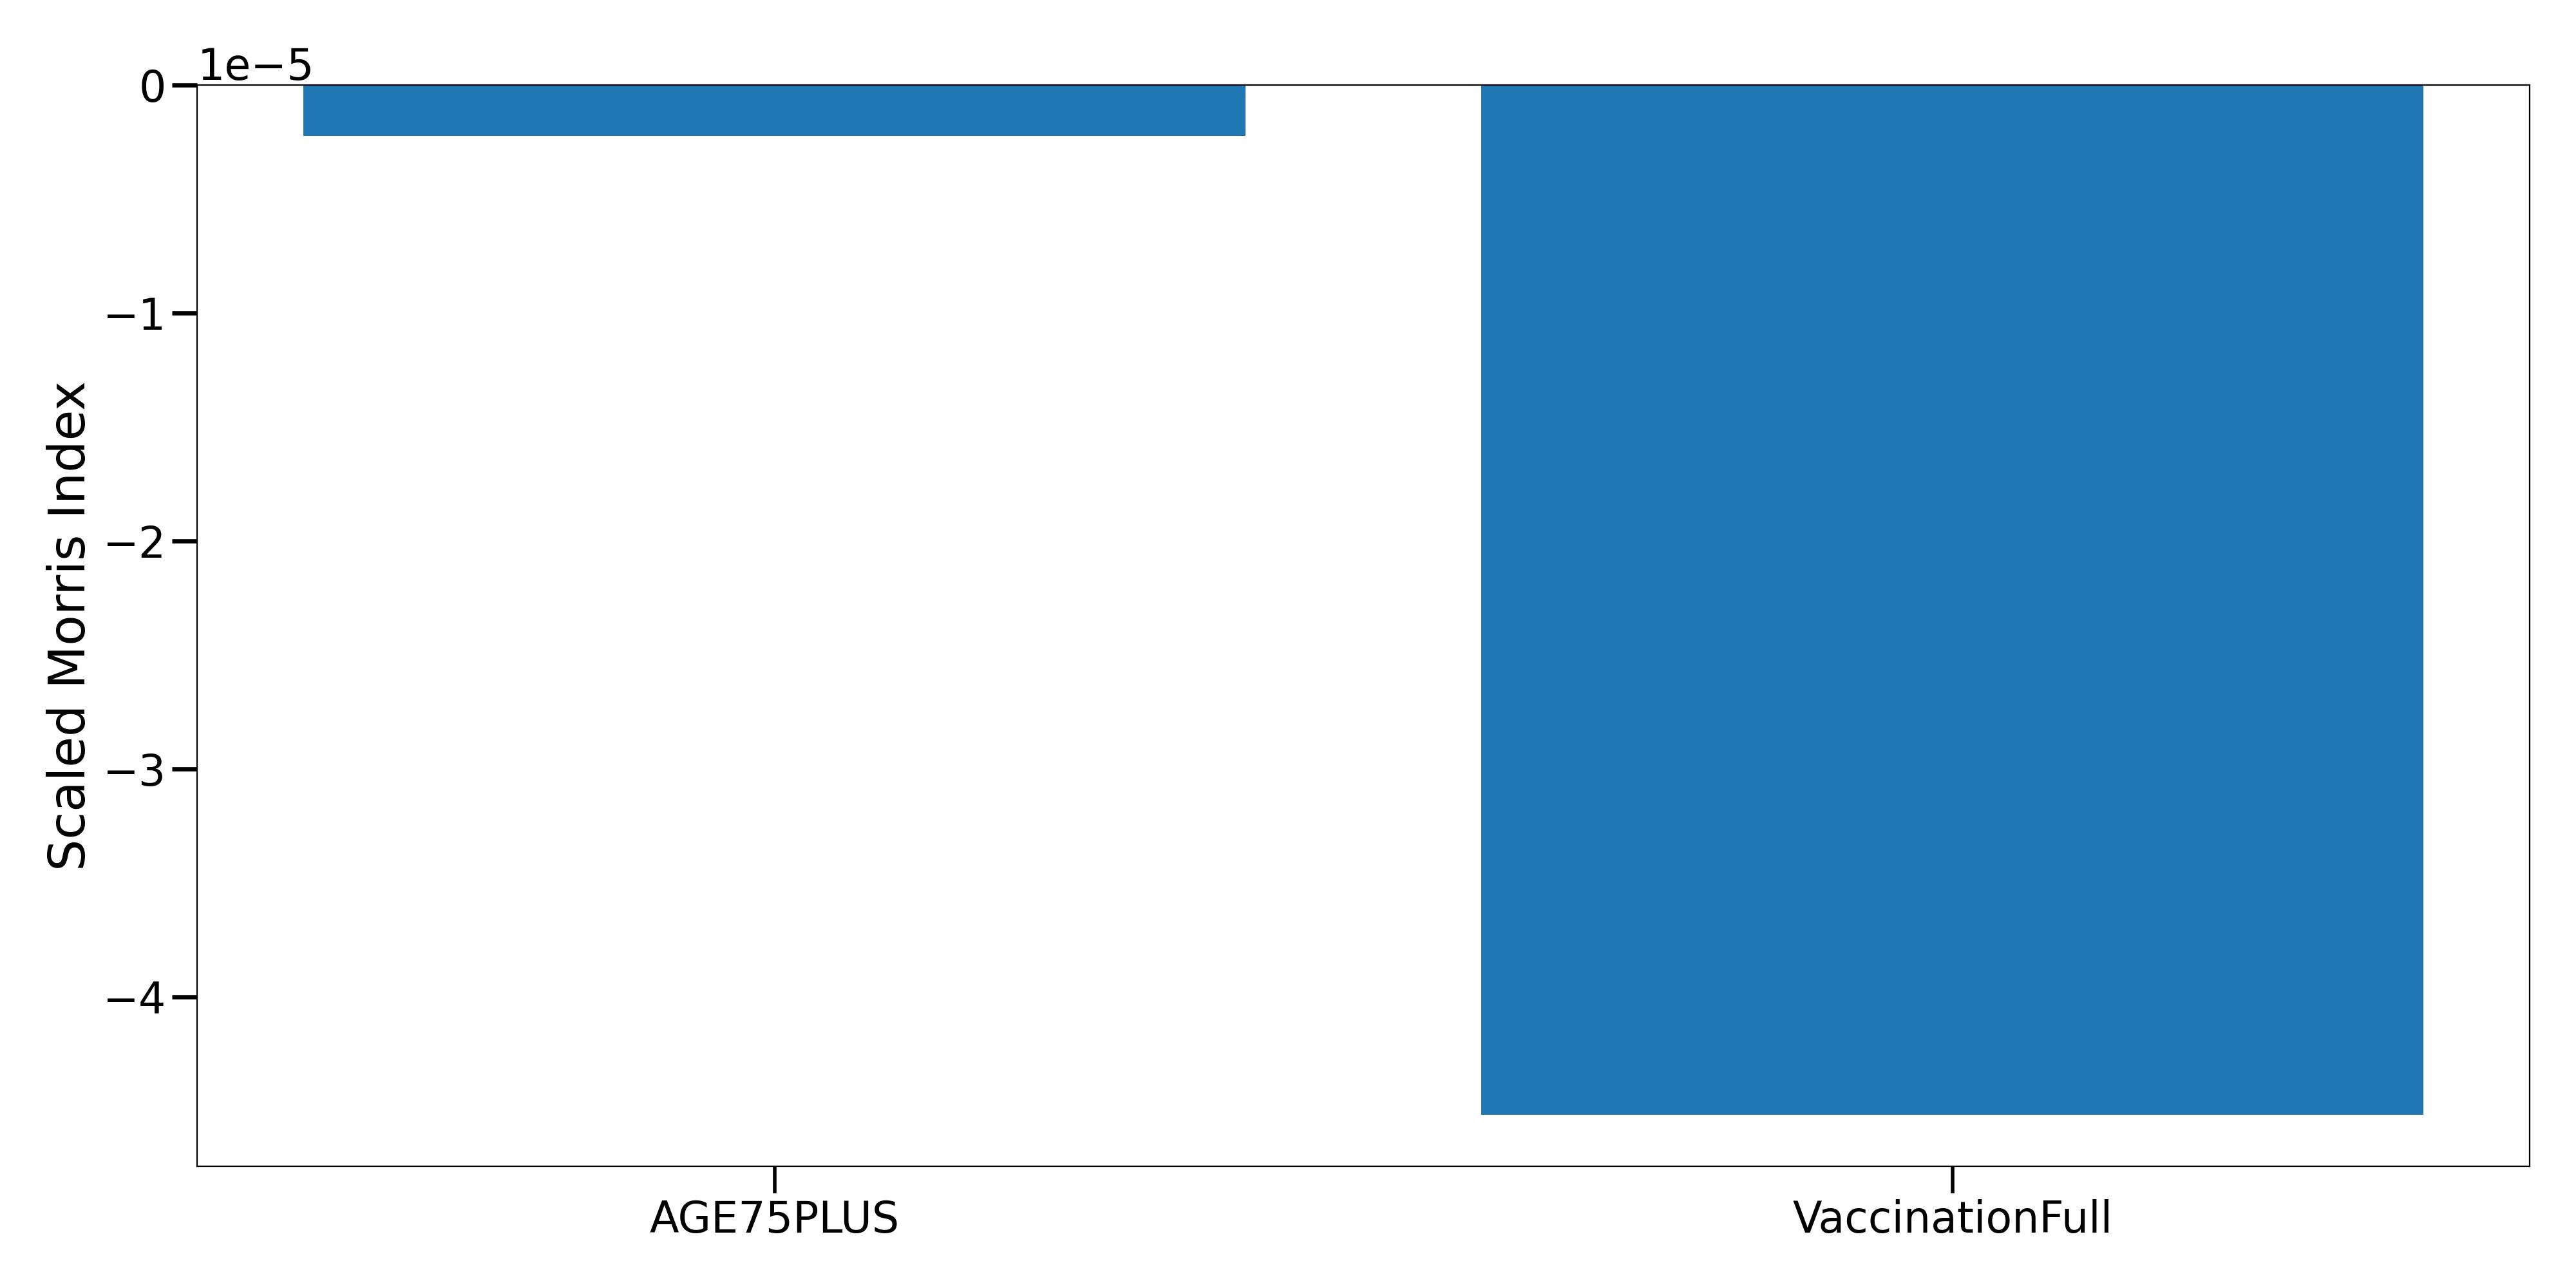 1e−5
0
−1
−2
−3
−4
Scaled Morris Index
AGE75PLUS
VaccinationFull